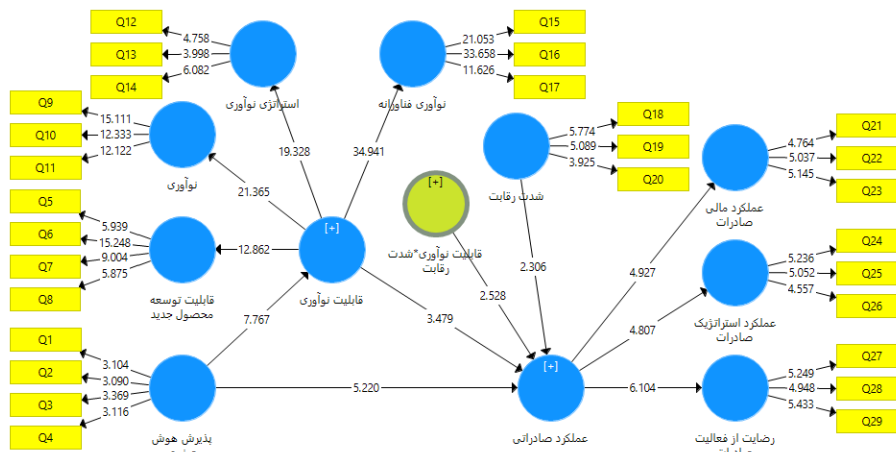 Q12
4.758
Q13
3.998
Q14
6.082
استراتژی نوآوری
Q15
21.053
Q16
33.658
Q17
11.626
نوآوری فناورانه
Q9
15.111
Q10
12.333
Q11
12.122
نوآوری
19.328
34.941
21.365
Q18
5.774
Q19
5.089
Q20
3.925
شدت رقابت
Q21
4.764
Q22
5.037
Q23
5.145
عملکرد مالی
صادرات
Q5
5.939
Q6
15.248
Q7
9.004
Q8
5.875
قابلیت توسعه
محصول جدید
12.862
[+]
قابلیت نوآوری
[+]
قابلیت نوآوری*شدت
رقابت
2.306
2.528
3.479
7.767
4.927
4.807
Q24
5.236
Q25
5.052
Q26
4.557
عملکرد استراتژیک
صادرات
Q1
3.104
Q2
3.090
Q3
3.369
Q4
3.116
پذیرش هوش
5.220
[+]
عملکرد صادراتی
6.104
Q27
5.249
Q28
4.948
Q29
5.433
رضایت از فعالیت